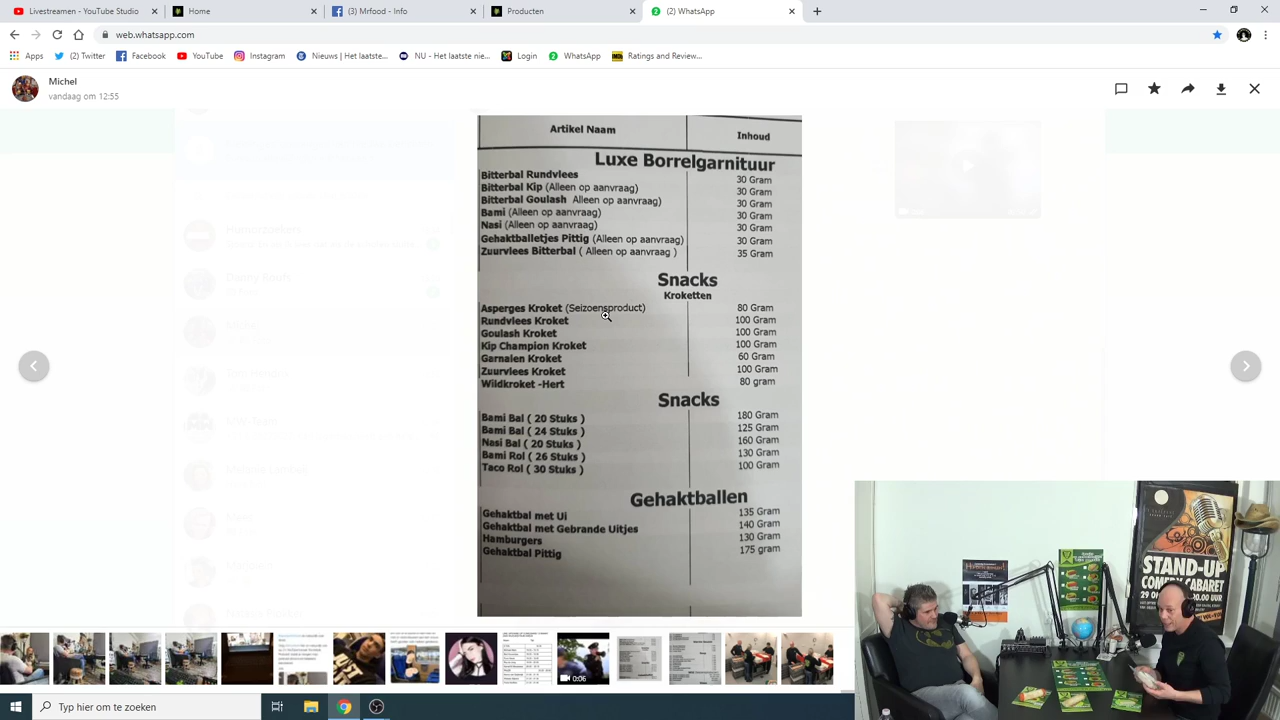 Livestreamen - YouTube Studio
Home
(3) Mrfood - Info
Producten
(2) WhatsApp
web.whatsapp.com
Apps
(2) Twitter
Facebook
YouTube
Instagram
Nieuws | Het laatste...
NU - Het laatste nie...
Login
WhatsApp
Ratings and Review...
Michel
vandaag om 12:55
Artikel Naam Inhoud
Luxe Borrelgarnituur
Bitterbal Rundvlees 30 Gram
Bitterbal Kip (Alleen op aanvraag) 30 Gram
Bitterbal Goulash Alleen op aanvraag) 30 Gram
Bami (Alleen op aanvraag) 30 Gram
Nasi (Alleen op aanvraag) 30 Gram
Gehaktballetjes Pittig (Alleen op aanvraag) 30 Gram
Zuurvlees Bitterbal ( Alleen op aanvraag ) 35 Gram
Snacks
Kroketten
Asperges Kroket (Seizoensproduct) 80 Gram
Rundvlees Kroket 100 Gram
Goulash Kroket 100 Gram
Kip Champion Kroket 100 Gram
Garnalen Kroket 60 Gram
Zuurvlees Kroket 100 Gram
Wildkroket -Hert 80 gram
Snacks
Bami Bal ( 20 Stuks ) 180 Gram
Bami Bal ( 24 Stuks ) 125 Gram
Nasi Bal ( 20 Stuks ) 160 Gram
Bami Rol ( 26 Stuks ) 130 Gram
Taco Rol ( 30 Stuks ) 100 Gram
Gehaktballen
Gehaktbal met Ui 135 Gram
Gehaktbal met Gebrande Uitjes 140 Gram
Hamburgers 130 Gram
Gehaktbal Pittig 175 gram
0:06
STAND-UP
COMEDY CABARET
Typ hier om te zoeken